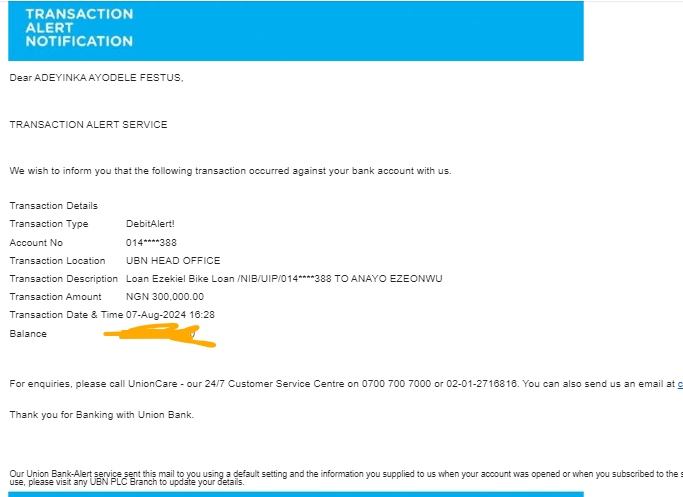 TRANSACTION
ALERT
NOTIFICATION
Dear ADEYINKA AYODELE FESTUS,
TRANSACTION ALERT SERVICE
We wish to inform you that the following transaction occurred against your bank account with us.
Transaction Details
Transaction Type DebitAlert!
Account No 014****388
Transaction Location UBN HEAD OFFICE
Transaction Description Loan Ezekiel Bike Loan /NIB/UIP/014****388 TO ANAYO EZEONWU
Transaction Amount NGN 300,000.00
Transaction Date & Time 07-Aug-2024 16:28
Balance
For enquiries, please call UnionCare - our 24/7 Customer Service Centre on 0700 700 7000 or 02-01-2716816. You can also send us an email at c
Thank you for Banking with Union Bank.
Our Union Bank-Alert service sent this mail to you using a default setting and the information you supplied to us when your account was opened or when you subscribed to the s
use, please visit any UBN PLC Branch to update your details.